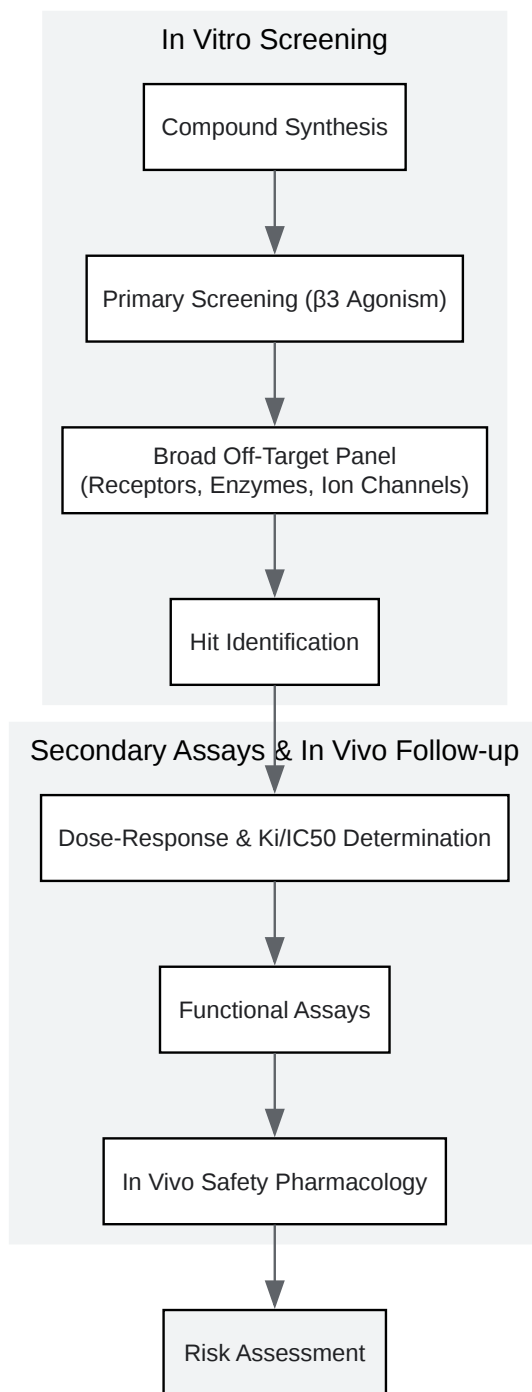 In Vitro Screening
Compound Synthesis
Primary Screening (β3 Agonism)
Broad Off-Target Panel
(Receptors, Enzymes, Ion Channels)
Hit Identification
Secondary Assays & In Vivo Follow-up
Dose-Response & Ki/IC50 Determination
Functional Assays
In Vivo Safety Pharmacology
Risk Assessment